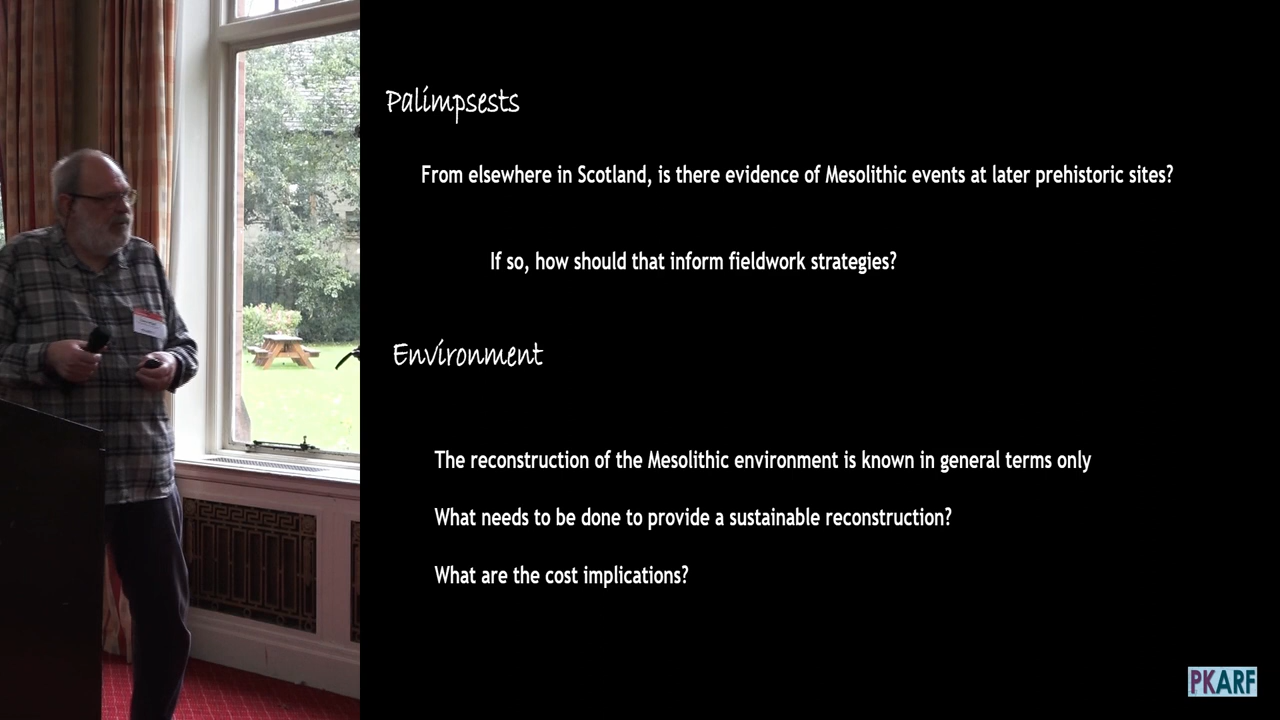 Palimpsests
From elsewhere in Scotland, is there evidence of Mesolithic events at later prehistoric sites?
If so, how should that inform fieldwork strategies?
Environment
The reconstruction of the Mesolithic environment is known in general terms only
What needs to be done to provide a sustainable reconstruction?
What are the cost implications?
PKARF